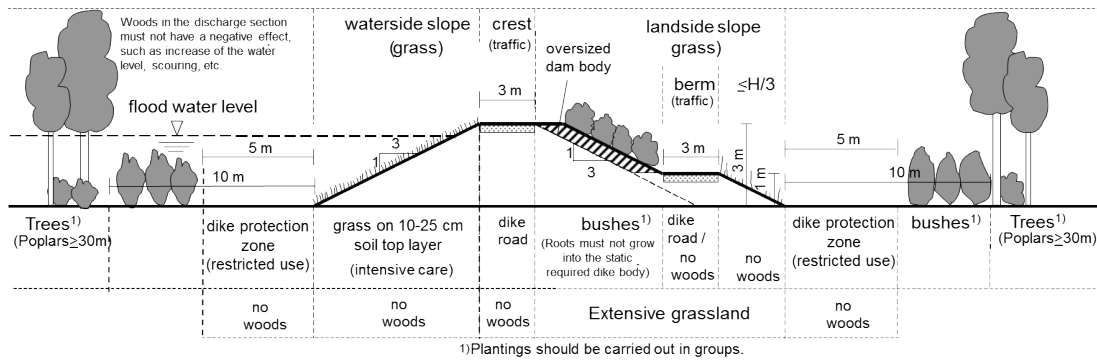 Woods in the discharge section
must not have a negative effect,
such as increase of the water
level, scouring, etc
waterside slope
(grass)
crest
(traffic)
landside slope
grass)
oversized
dam body
berm
(traffic)
≤H/3
flood water level
3 m
5 m
10 m
3
1
1
3
3 m
3 m
1 m
5 m
10 m
Trees1)
(Poplars≥30m)
dike protection
zone
(restricted use)
grass on 10-25 cm
soil top layer
(intensive care)
dike
road
bushes1)
(Roots must not grow
into the static
required dike body)
dike
road /
no
woods
no
woods
dike protection
zone
(restricted use)
bushes1)
Trees1)
(Poplars≥30m)
no
woods
no
woods
no
woods
Extensive grassland
no
woods
1)Plantings should be carried out in groups.